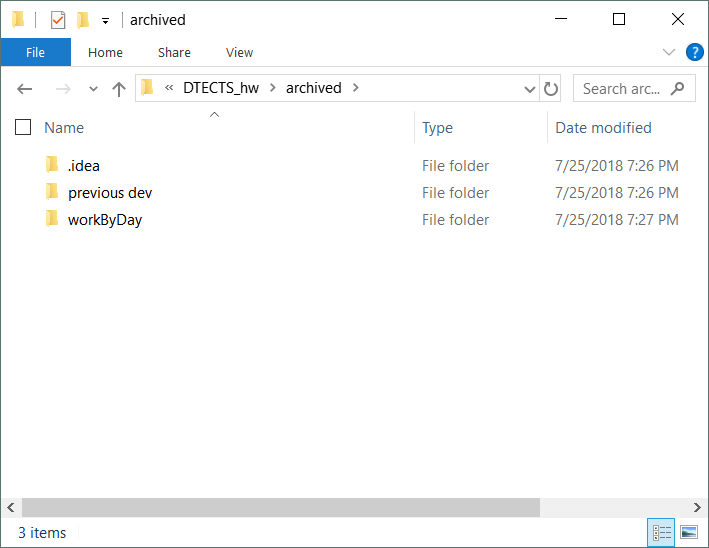 archived
File Home Share View ?
« DTECTS_hw > archived > Search arc...
Name Type Date modified
.idea File folder 7/25/2018 7:26 PM
previous dev File folder 7/25/2018 7:26 PM
workByDay File folder 7/25/2018 7:27 PM
3 items